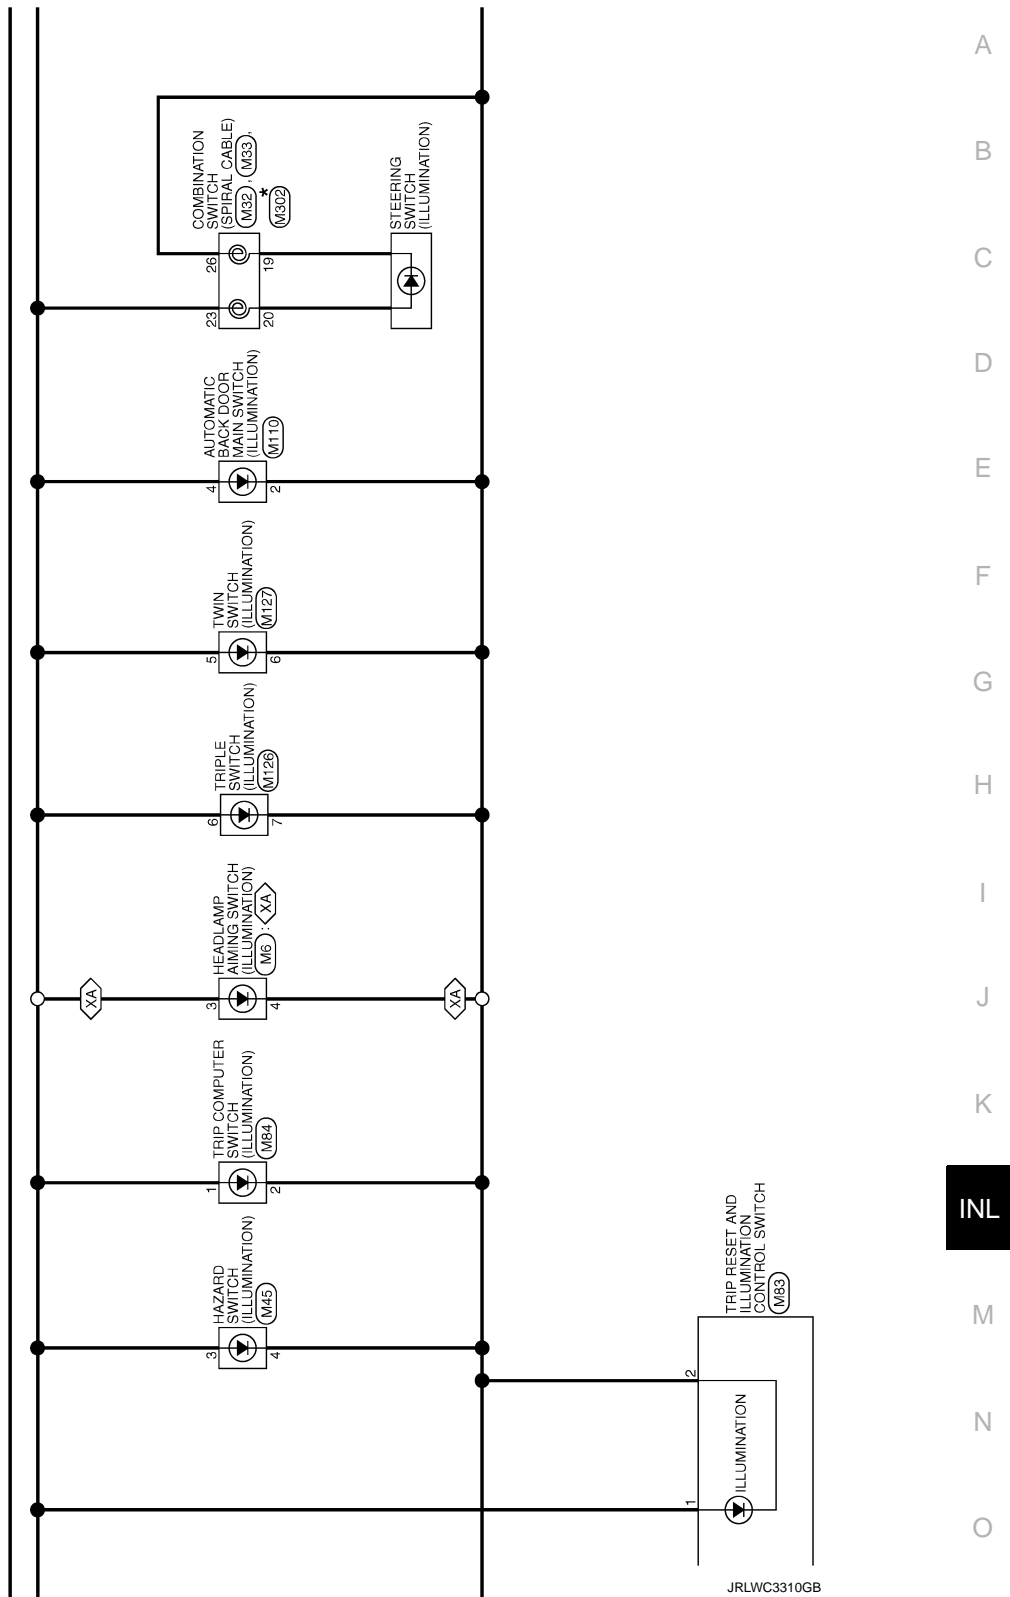 A
B
C
D
E
F
G
H
I
J
K
INL
M
N
O
COMBINATION
SWITCH
(SPIRAL CABLE)
M32 , M33 ,
*
M302
26
19
23
20
STEERING
SWITCH
(ILLUMINATION)
AUTOMATIC
BACK DOOR
MAIN SWITCH
(ILLUMINATION)
M110
4
2
TWIN
SWITCH
(ILLUMINATION)
M127
5
6
TRIPLE
SWITCH
(ILLUMINATION)
M126
6
7
HEADLAMP
AIMING SWITCH
(ILLUMINATION)
M6 : XA
XA
3
4
XA
TRIP COMPUTER
SWITCH
(ILLUMINATION)
M84
1
2
HAZARD
SWITCH
(ILLUMINATION)
M45
3
4
TRIP RESET AND
ILLUMINATION
CONTROL SWITCH
M83
2
1
ILLUMINATION
JRLWC3310GB